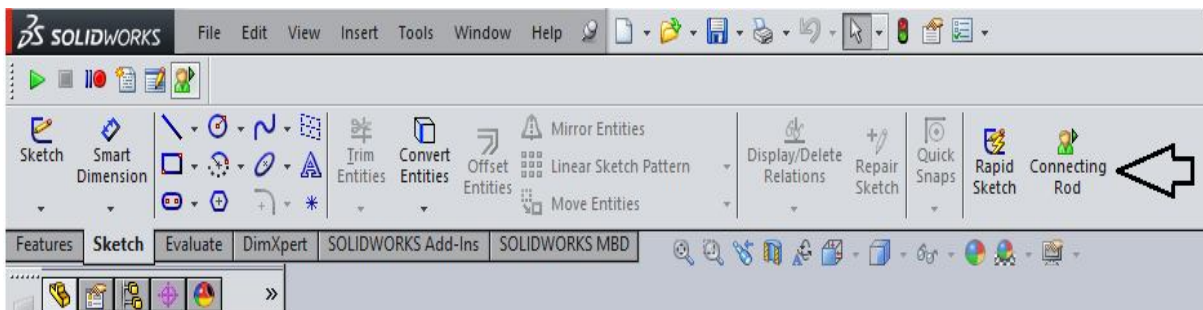 SOLIDWORKS File Edit View Insert Tools Window Help
Sketch Smart Dimension Trim Entities Convert Entities Offset Entities
Mirror Entities
Linear Sketch Pattern
Move Entities
Display/Delete Relations Repair Sketch Quick Snaps Rapid Sketch Connecting Rod
Features Sketch Evaluate DimXpert SOLIDWORKS Add-Ins SOLIDWORKS MBD